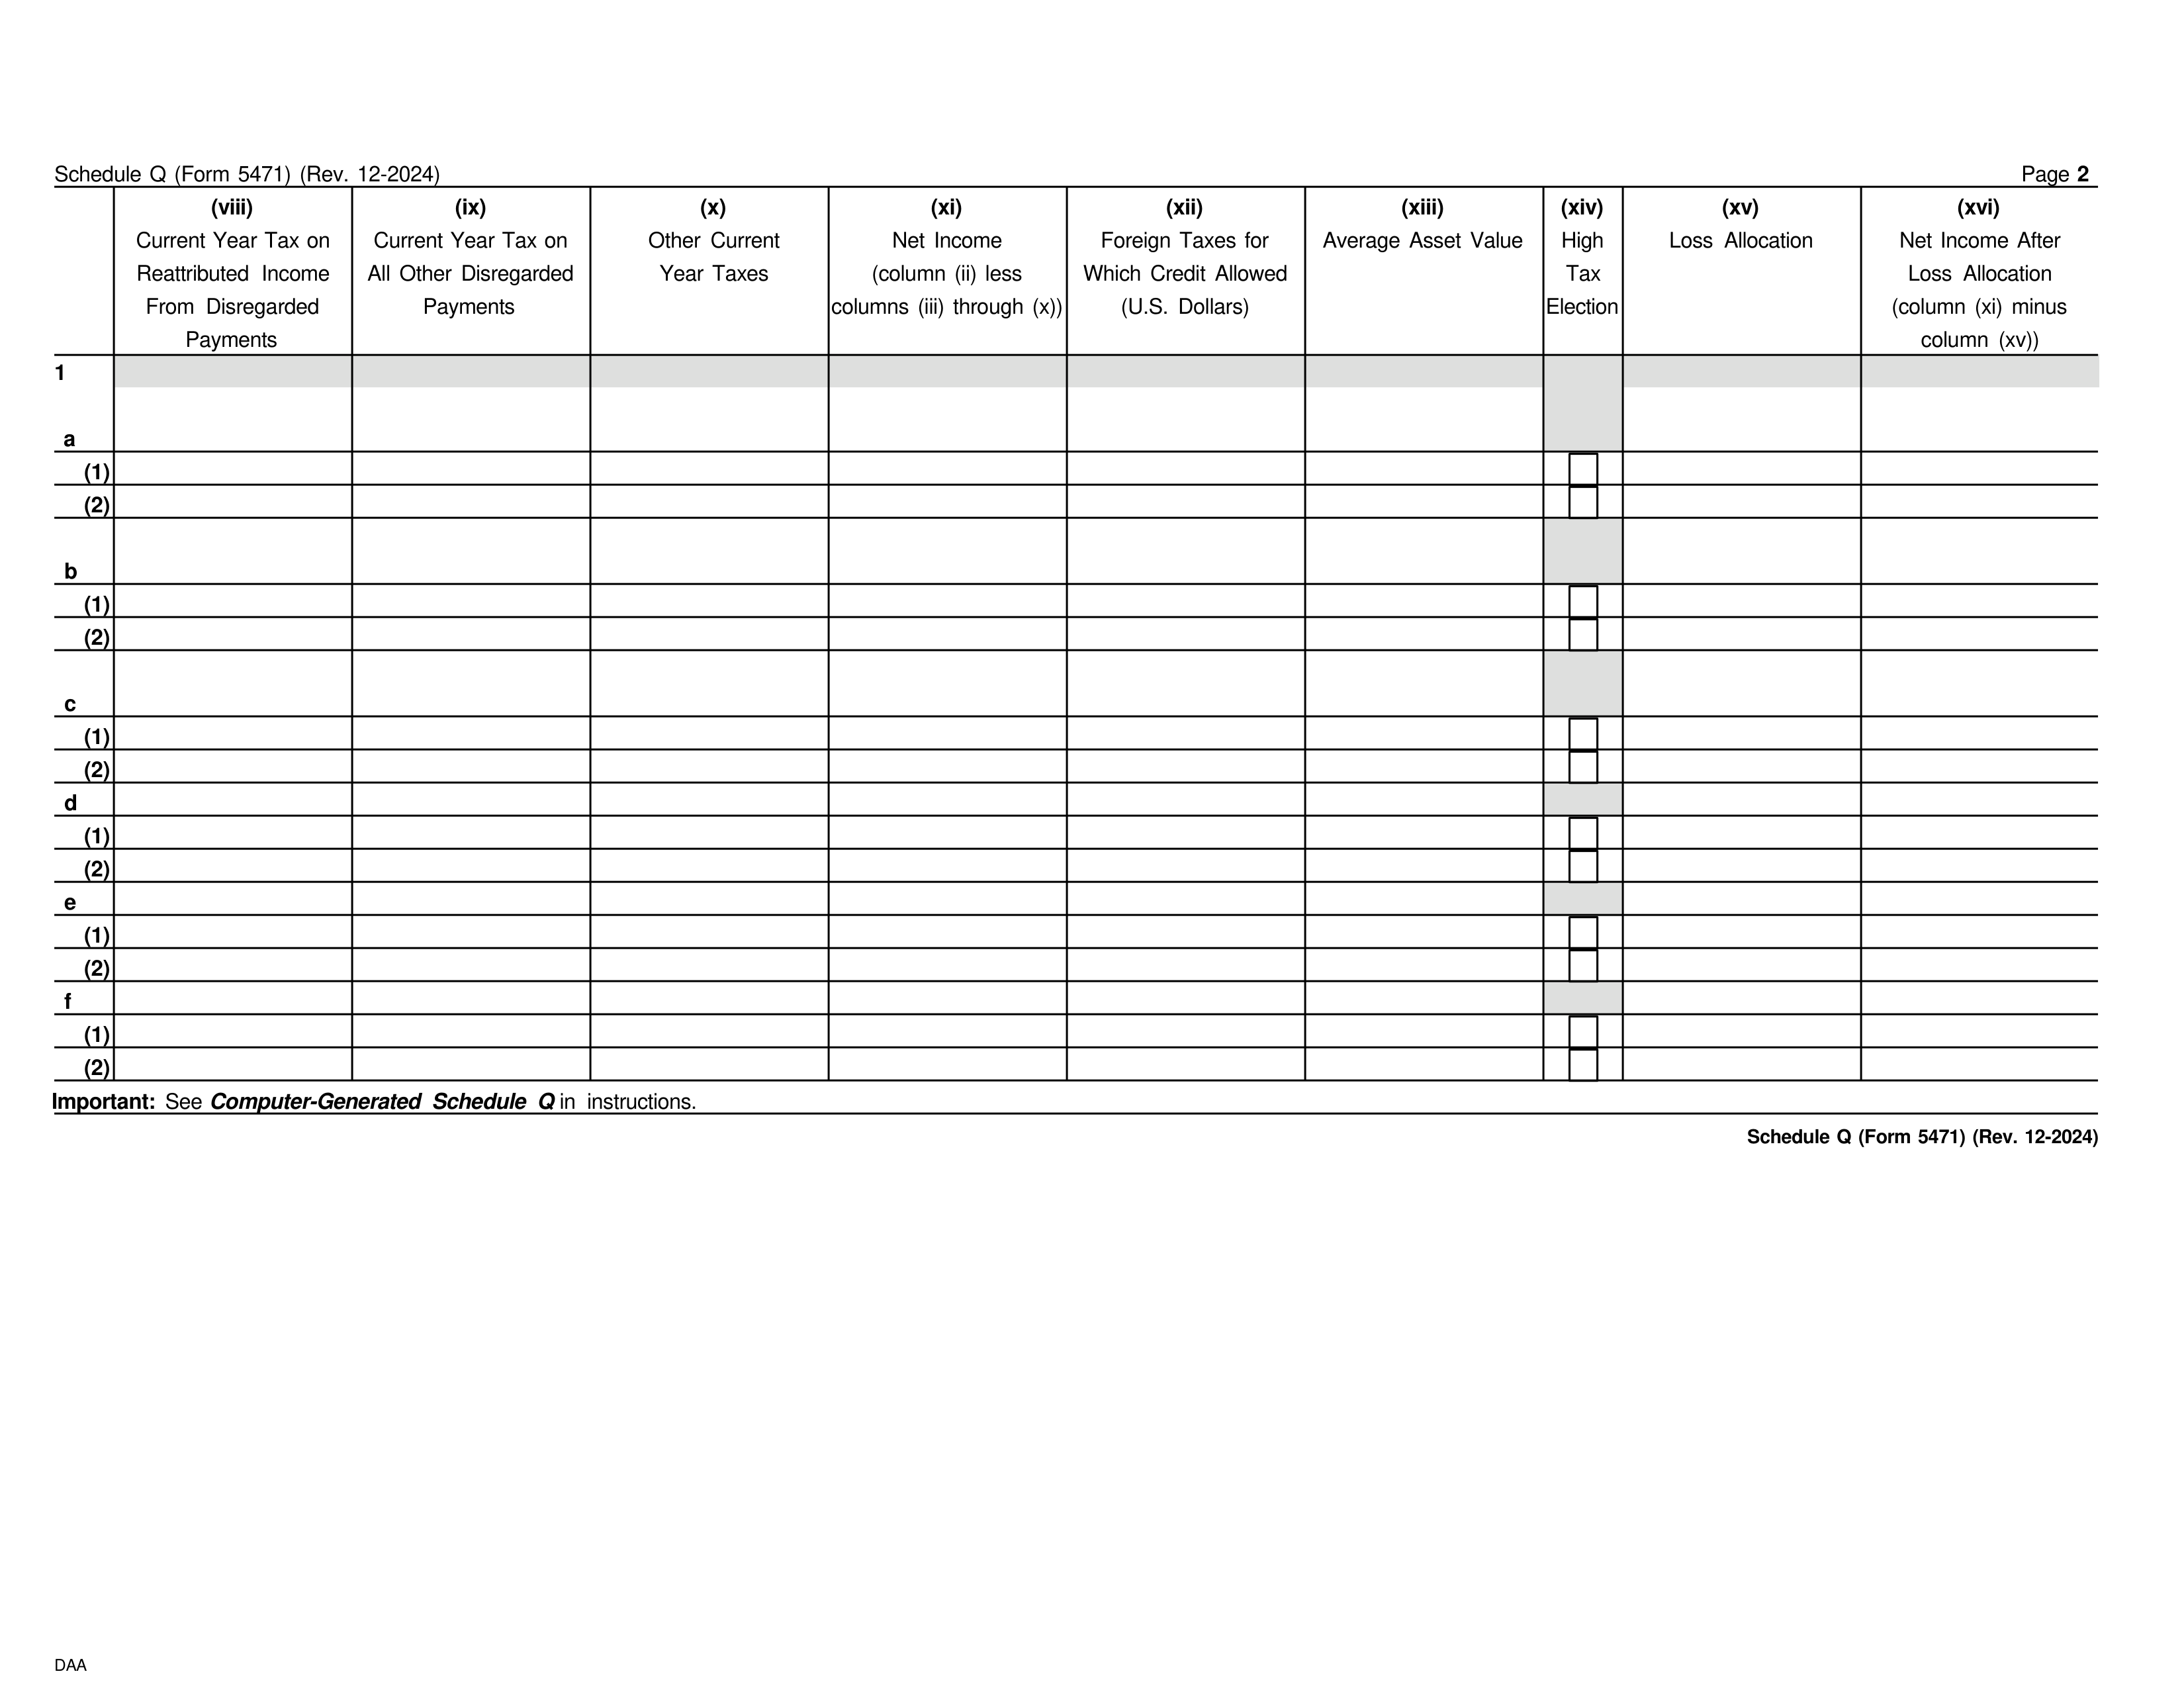 Schedule Q (Form 5471) (Rev. 12-2024) Page 2
(viii) (ix) (x) (xi) (xii) (xiii) (xiv) (xv) (xvi)
Current Year Tax on Current Year Tax on Other Current Net Income Foreign Taxes for Average Asset Value High Loss Allocation Net Income After
Reattributed Income All Other Disregarded Year Taxes (column (ii) less Which Credit Allowed Tax Loss Allocation
From Disregarded Payments columns (iii) through (x)) (U.S. Dollars) Election (column (xi) minus
Payments column (xv))
1
a
(1)
(2)
b
(1)
(2)
c
(1)
(2)
d
(1)
(2)
e
(1)
(2)
f
(1)
(2)
Important: See Computer-Generated Schedule Q in instructions.
Schedule Q (Form 5471) (Rev. 12-2024)
DAA